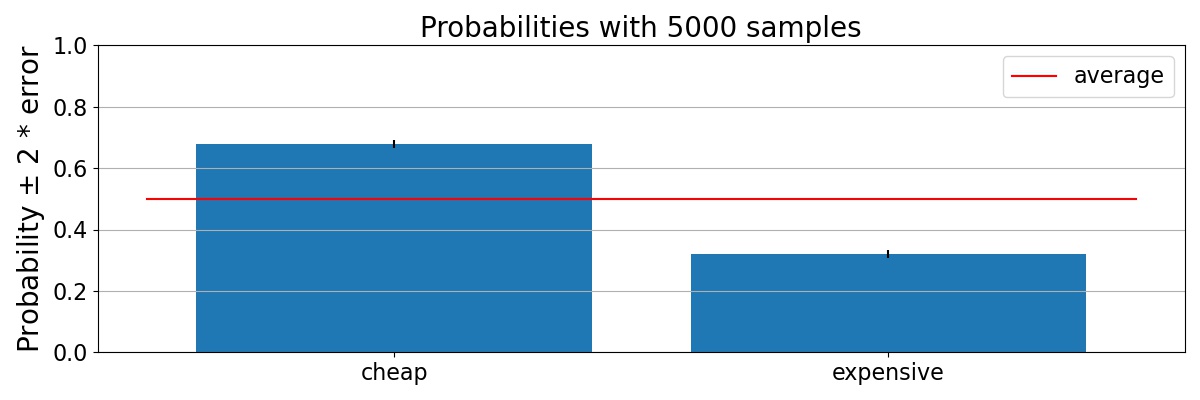 Probabilities with 5000 samples
Probability ± 2 * error
1.0
0.8
0.6
0.4
0.2
0.0
average
cheap
expensive